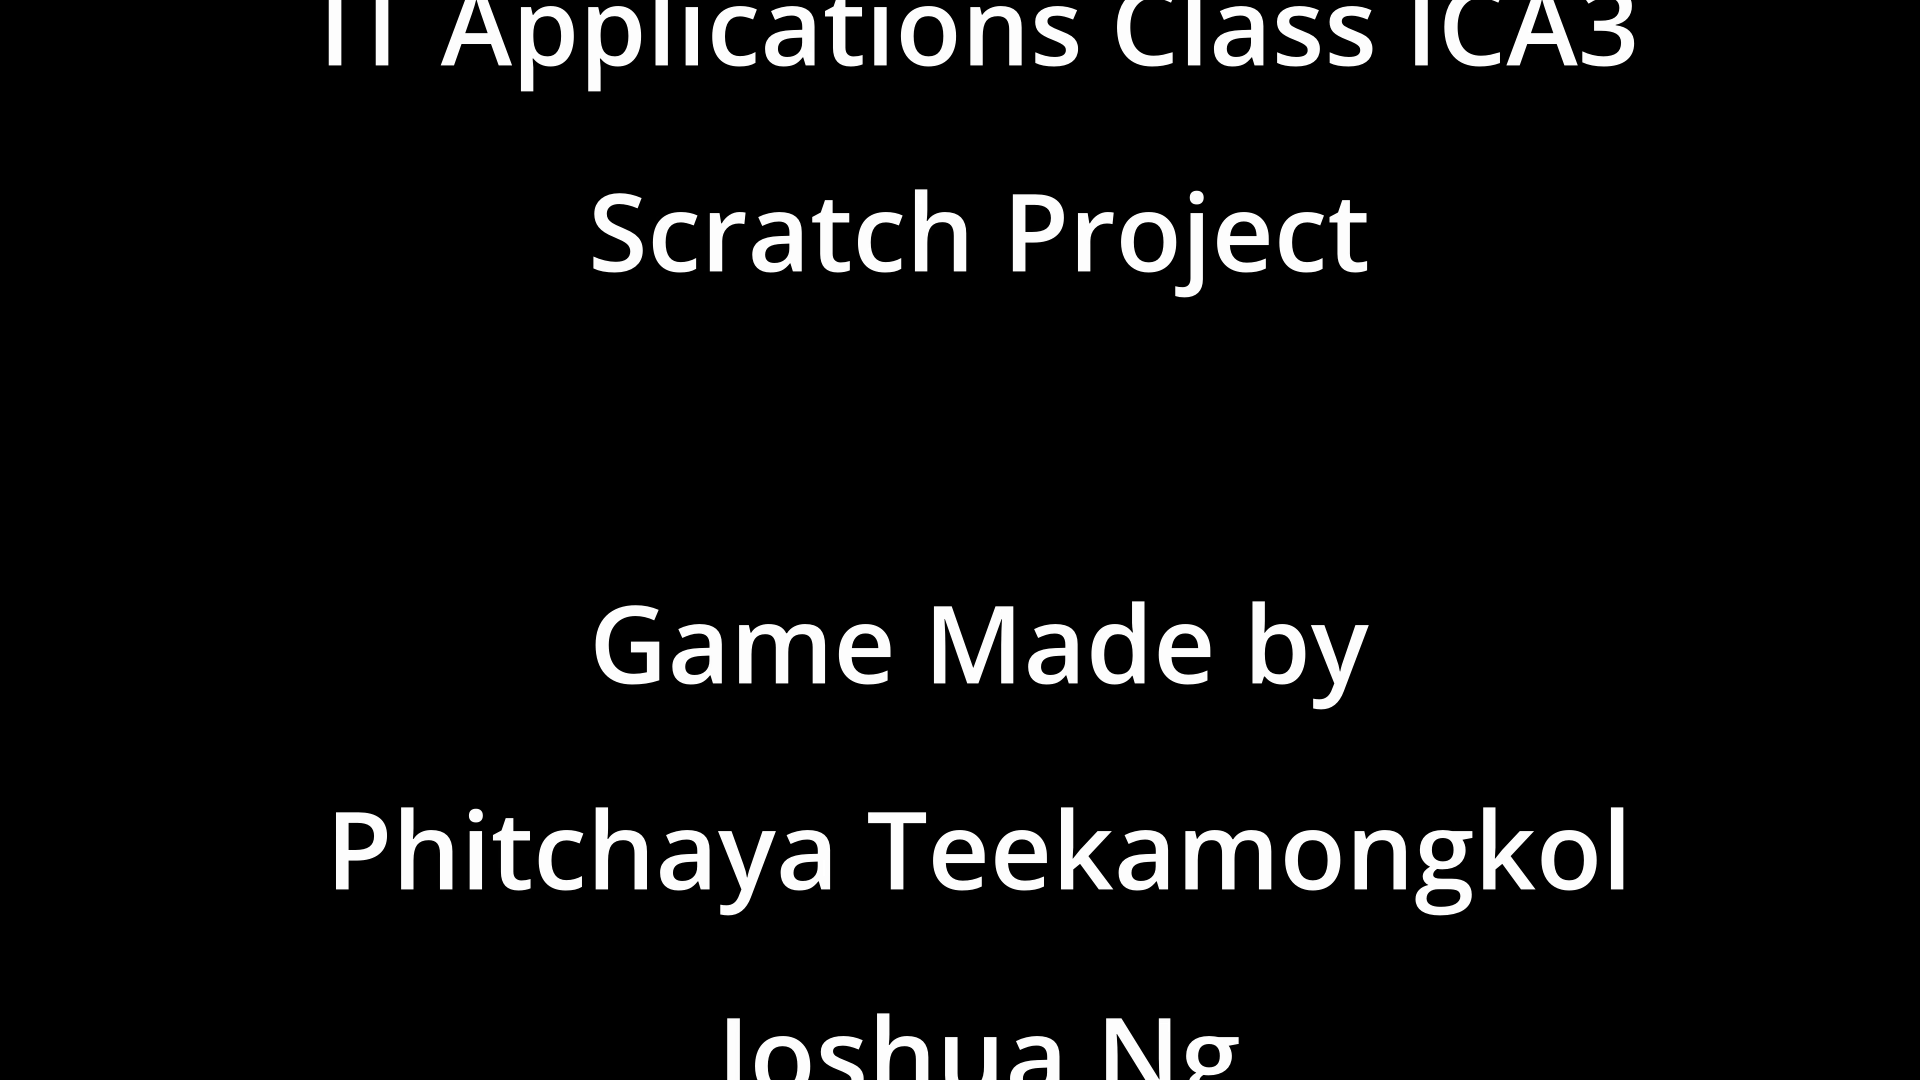 IT Applications Class ICA3
Scratch Project
Game Made by
Phitchaya Teekamongkol
Joshua Ng